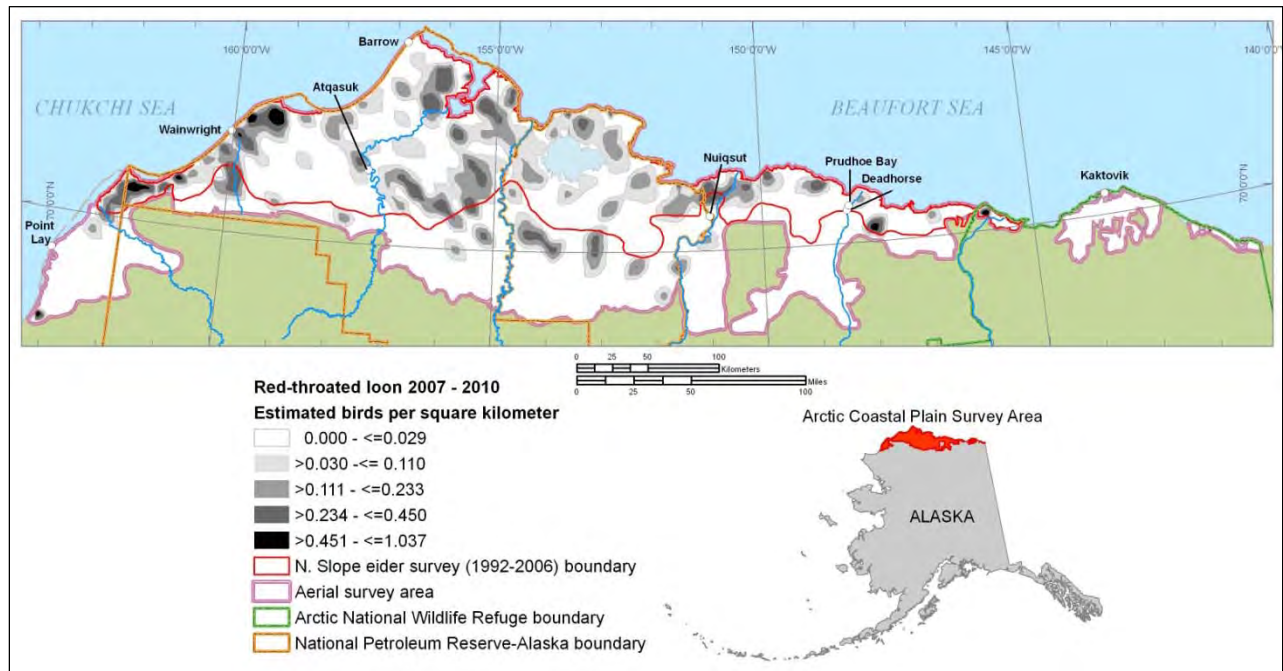 160°0'0"W
155°0'0"W
150°0'0"W
145°0'0"W
140°0'0"W
Barrow
Atqasuk
CHUKCHI SEA
BEAUFORT SEA
Wainwright
Nuiqsut
Prudhoe Bay
Deadhorse
Kaktovik
70°0'0"N
70°0'0"N
Point
Lay
0 25 50 100
Kilometers
Miles
0 25 50 100
Red-throated loon 2007 - 2010
Estimated birds per square kilometer
0.000 - <=0.029
>0.030 -<= 0.110
>0.111 - <=0.233
>0.234 - <=0.450
>0.451 - <=1.037
N. Slope eider survey (1992-2006) boundary
Aerial survey area
Arctic National Wildlife Refuge boundary
National Petroleum Reserve-Alaska boundary
Arctic Coastal Plain Survey Area
ALASKA